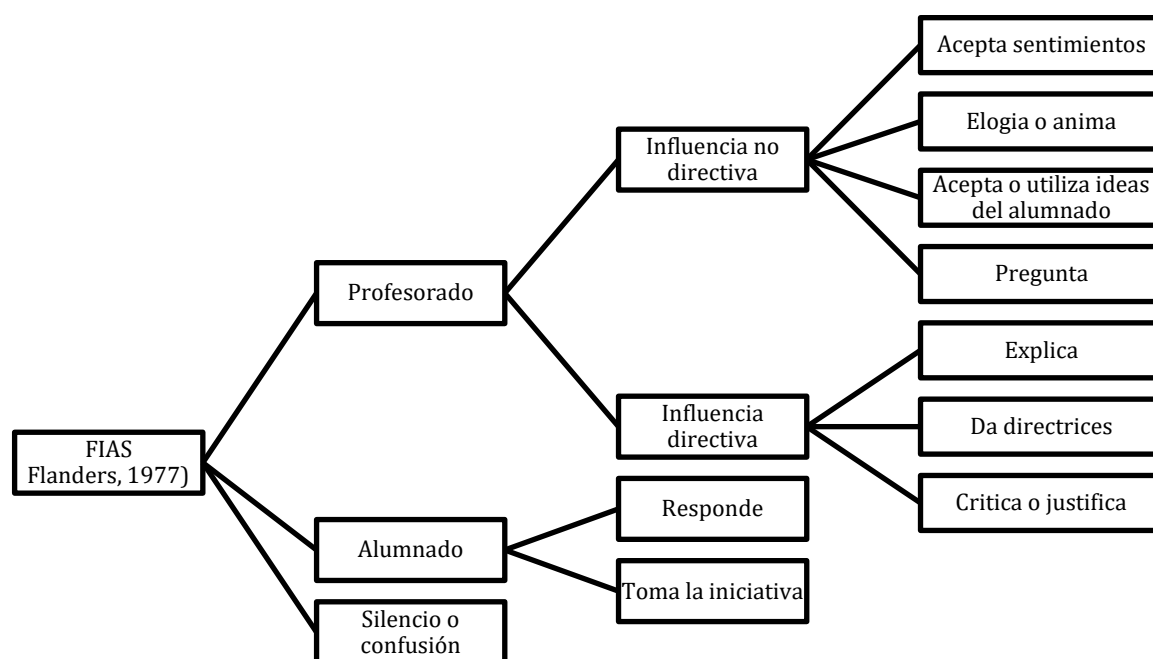 FIAS
Flanders, 1977)
Profesorado
Influencia no
directiva
Acepta sentimientos
Elogia o anima
Acepta o utiliza ideas
del alumnado
Pregunta
Influencia
directiva
Explica
Da directrices
Critica o justifica
Alumnado
Responde
Toma la iniciativa
Silencio o
confusión